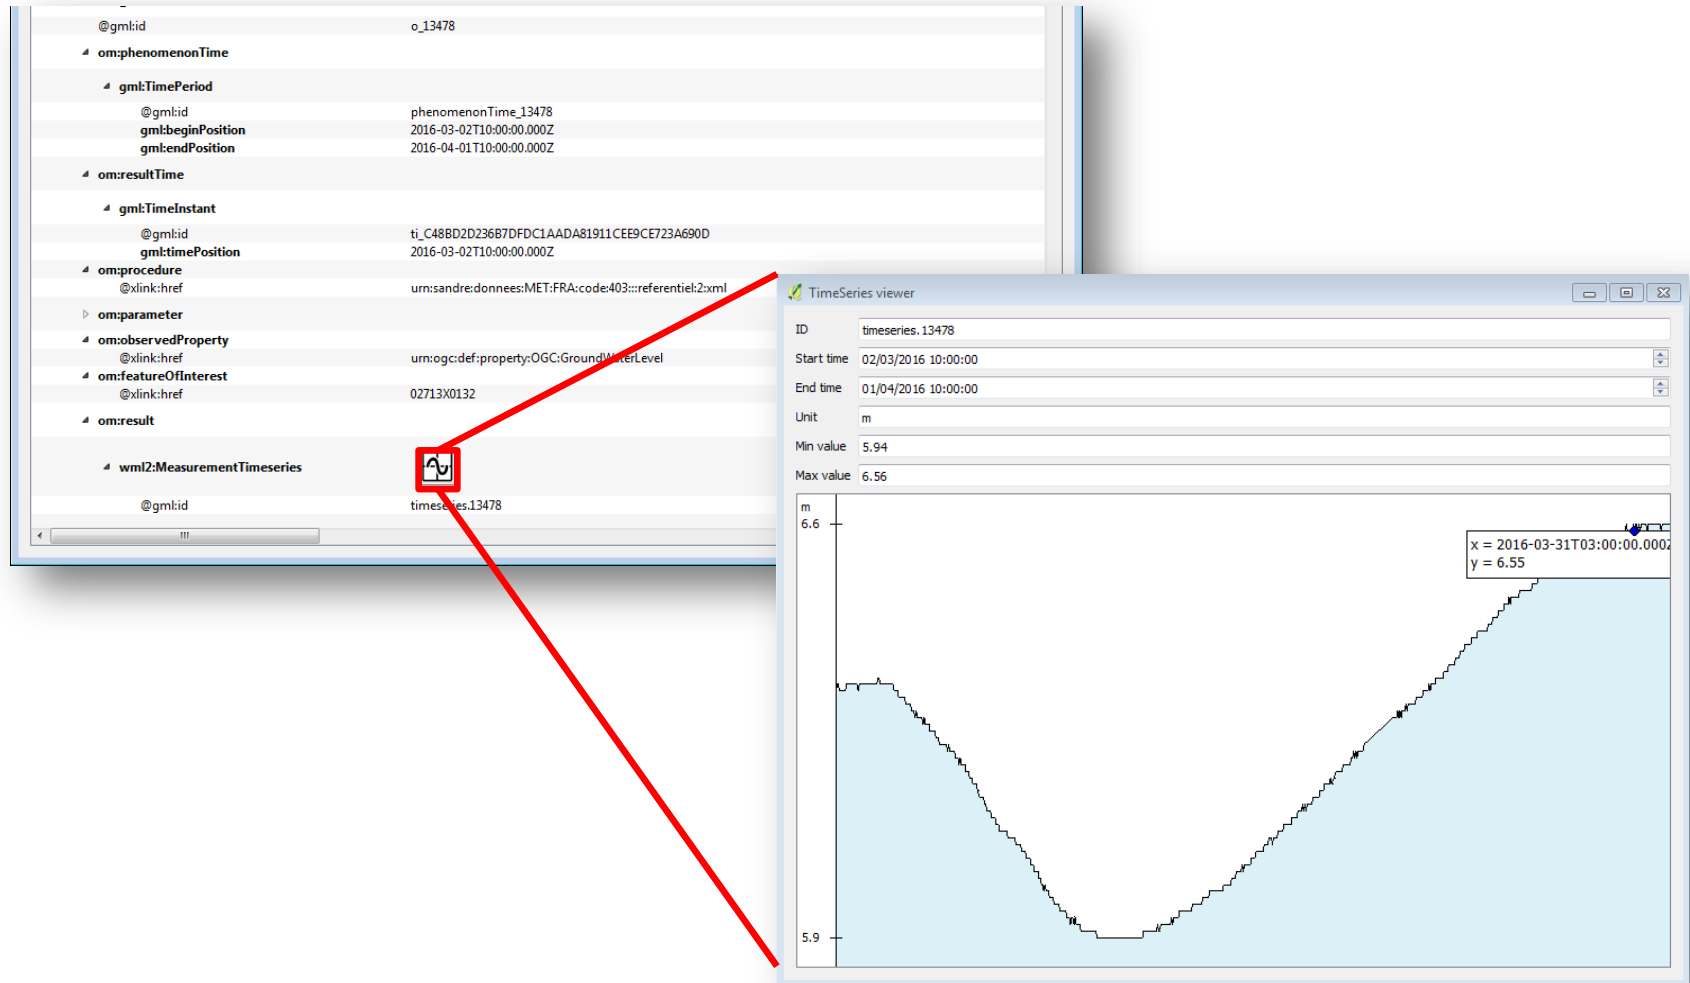 @gml:id o_13478
om:phenomenonTime
gml:TimePeriod
@gml:id phenomenonTime_13478
gml:beginPosition 2016-03-02T10:00:00.000Z
gml:endPosition 2016-04-01T10:00:00.000Z
om:resultTime
gml:TimeInstant
@gml:id ti_C48BD2D236B7DFDC1AADA81911CEE9CE723A690D
gml:timePosition 2016-03-02T10:00:00.000Z
om:procedure
@xlink:href urn:sandre:donnees:MET:FRA:code:403:::referentiel:2:xml
om:parameter
om:observedProperty
@xlink:href urn:ogc:def:property:OGC:GroundWaterLevel
om:featureOfInterest
@xlink:href 02713X0132
om:result
wml2:MeasurementTimeseries
@gml:id timeseries.13478
TimeSeries viewer
ID timeseries.13478
Start time 02/03/2016 10:00:00
End time 01/04/2016 10:00:00
Unit m
Min value 5.94
Max value 6.56
m
6.6
x = 2016-03-31T03:00:00.000Z
y = 6.55
5.9